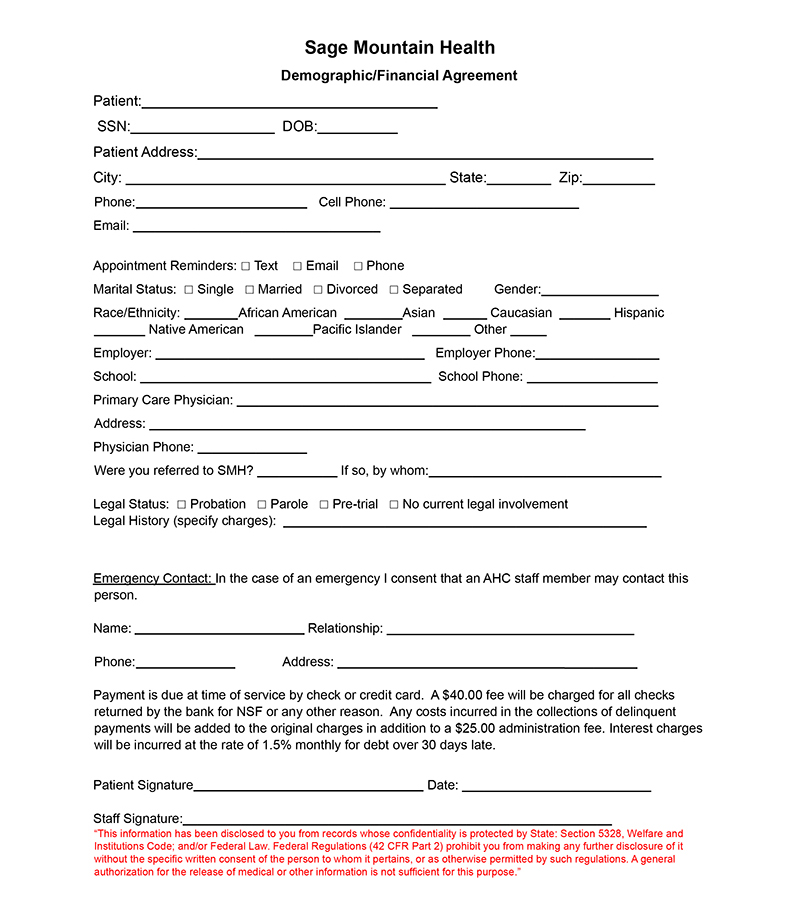 Sage Mountain Health
Demographic/Financial Agreement
Patient:
SSN: DOB:
Patient Address:
City: State: Zip:
Phone: Cell Phone:
Email:
Appointment Reminders: □ Text □ Email □ Phone
Marital Status: □ Single □ Married □ Divorced □ Separated Gender:
Race/Ethnicity: African American Asian Caucasian Hispanic
Native American Pacific Islander Other
Employer: Employer Phone:
School: School Phone:
Primary Care Physician:
Address:
Physician Phone:
Were you referred to SMH? If so, by whom:
Legal Status: □ Probation □ Parole □ Pre-trial □ No current legal involvement
Legal History (specify charges):
Emergency Contact: In the case of an emergency I consent that an AHC staff member may contact this
person.
Name: Relationship:
Phone: Address:
Payment is due at time of service by check or credit card. A $40.00 fee will be charged for all checks
returned by the bank for NSF or any other reason. Any costs incurred in the collections of delinquent
payments will be added to the original charges in addition to a $25.00 administration fee. Interest charges
will be incurred at the rate of 1.5% monthly for debt over 30 days late.
Patient Signature Date:
Staff Signature:
“This information has been disclosed to you from records whose confidentiality is protected by State: Section 5328, Welfare and
Institutions Code; and/or Federal Law. Federal Regulations (42 CFR Part 2) prohibit you from making any further disclosure of it
without the specific written consent of the person to whom it pertains, or as otherwise permitted by such regulations. A general
authorization for the release of medical or other information is not sufficient for this purpose.”